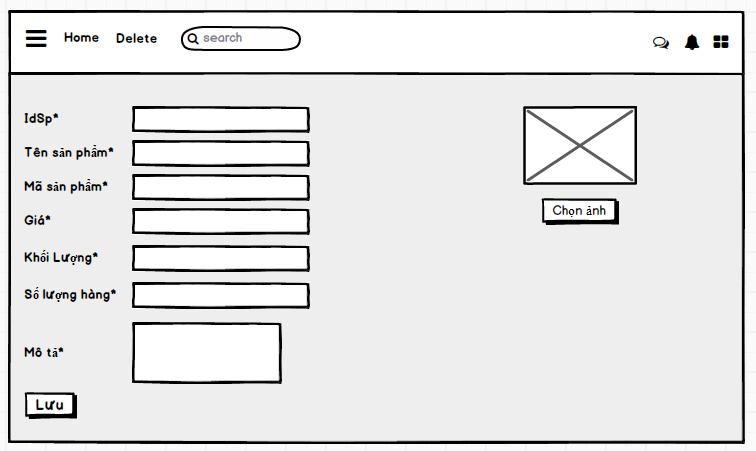 Home Delete search
IdSp*
Tên sản phẩm*
Mã sản phẩm*
Giá*
Khối Lượng*
Số lượng hàng*
Mô tả*
Lưu
Chọn ảnh